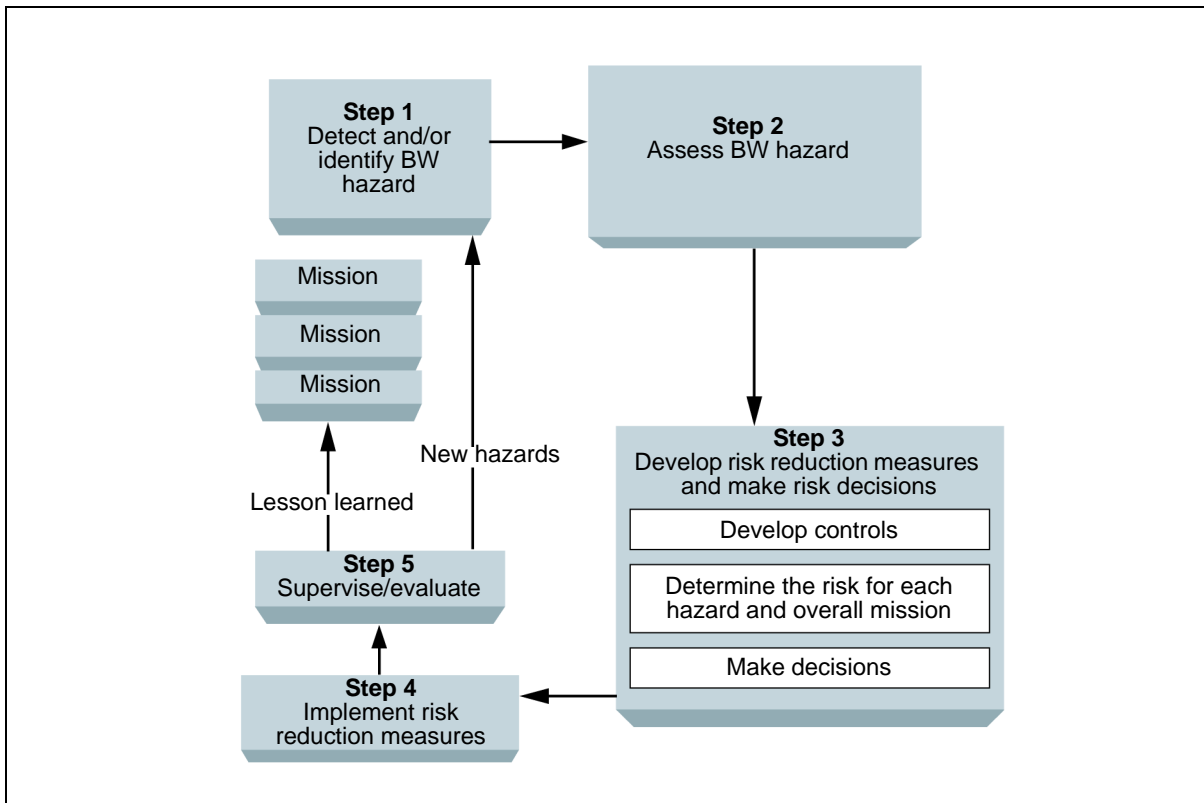 Step 1
Detect and/or
identify BW
hazard
Step 2
Assess BW hazard
Mission
Mission
Mission
New hazards
Lesson learned
Step 3
Develop risk reduction measures
and make risk decisions
Develop controls
Determine the risk for each
hazard and overall mission
Make decisions
Step 5
Supervise/evaluate
Step 4
Implement risk
reduction measures